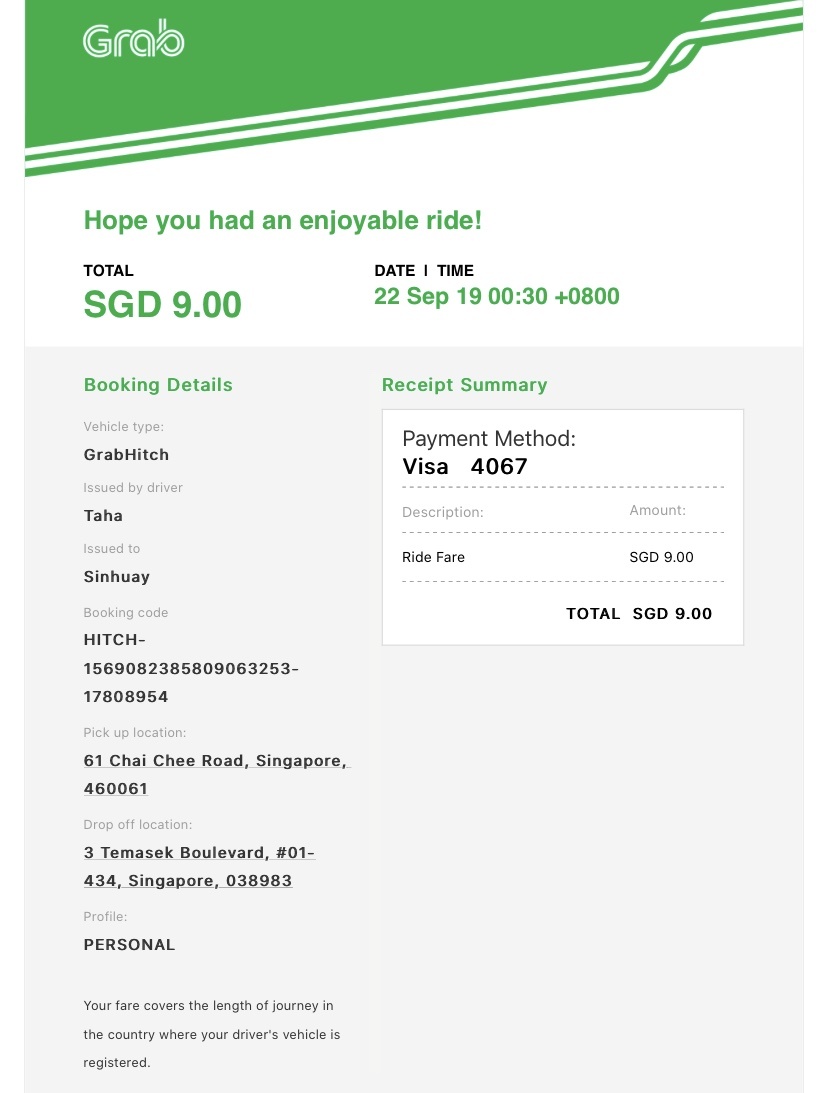 Grab
Hope you had an enjoyable ride!
TOTAL
SGD 9.00
DATE | TIME
22 Sep 19 00:30 +0800
Booking Details
Vehicle type:
GrabHitch
Issued by driver
Taha
Issued to
Sinhuay
Booking code
HITCH-
1569082385809063253-
17808954
Pick up location:
61 Chai Chee Road, Singapore,
460061
Drop off location:
3 Temasek Boulevard, #01-
434, Singapore, 038983
Profile:
PERSONAL
Your fare covers the length of journey in
the country where your driver's vehicle is
registered.
Receipt Summary
Payment Method:
Visa 4067
Description: Amount:
Ride Fare SGD 9.00
TOTAL SGD 9.00